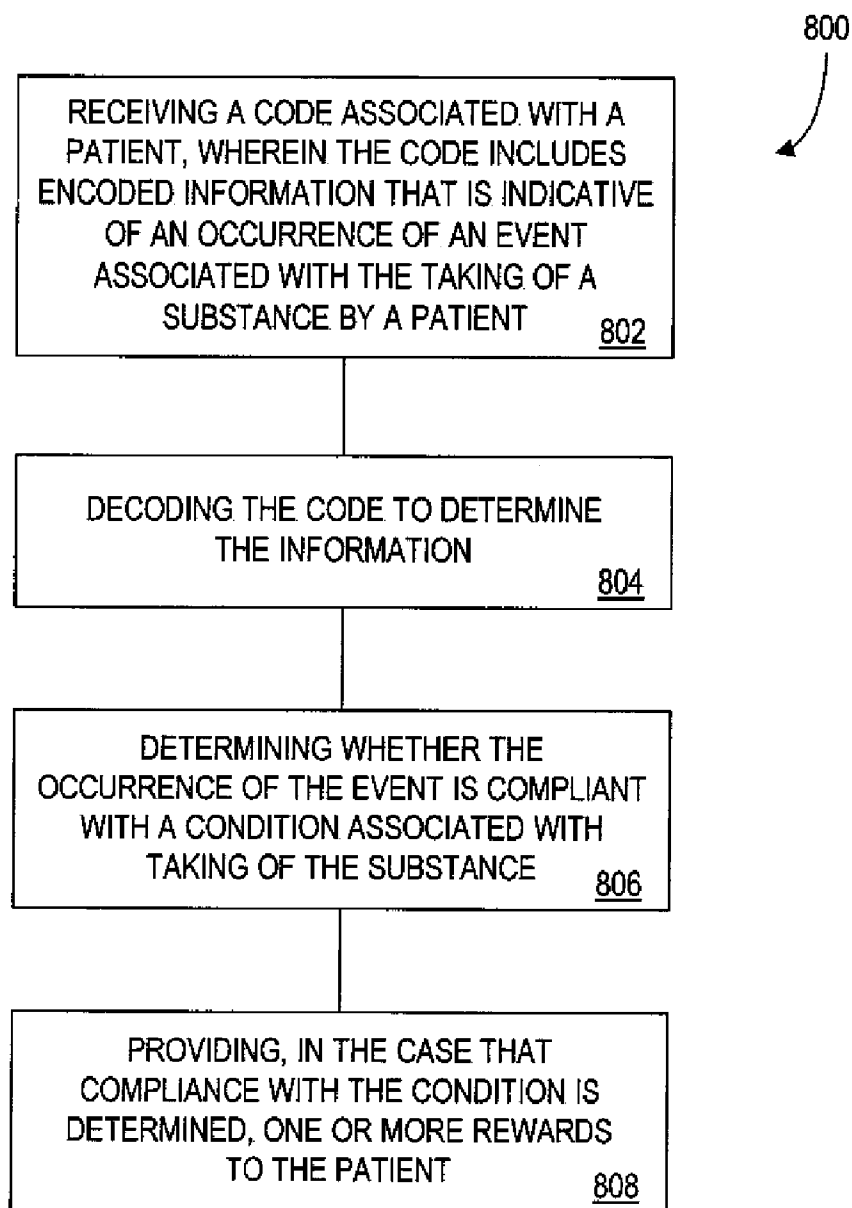 800
RECEIVING A CODE ASSOCIATED WITH A
PATIENT, WHEREIN THE CODE INCLUDES
ENCODED INFORMATION THAT IS INDICATIVE
OF AN OCCURRENCE OF AN EVENT
ASSOCIATED WITH THE TAKING OF A
SUBSTANCE BY A PATIENT
802
DECODING THE CODE TO DETERMINE
THE INFORMATION
804
DETERMINING WHETHER THE
OCCURRENCE OF THE EVENT IS COMPLIANT
WITH A CONDITION ASSOCIATED WITH
TAKING OF THE SUBSTANCE
806
PROVIDING, IN THE CASE THAT
COMPLIANCE WITH THE CONDITION IS
DETERMINED, ONE OR MORE REWARDS
TO THE PATIENT
808